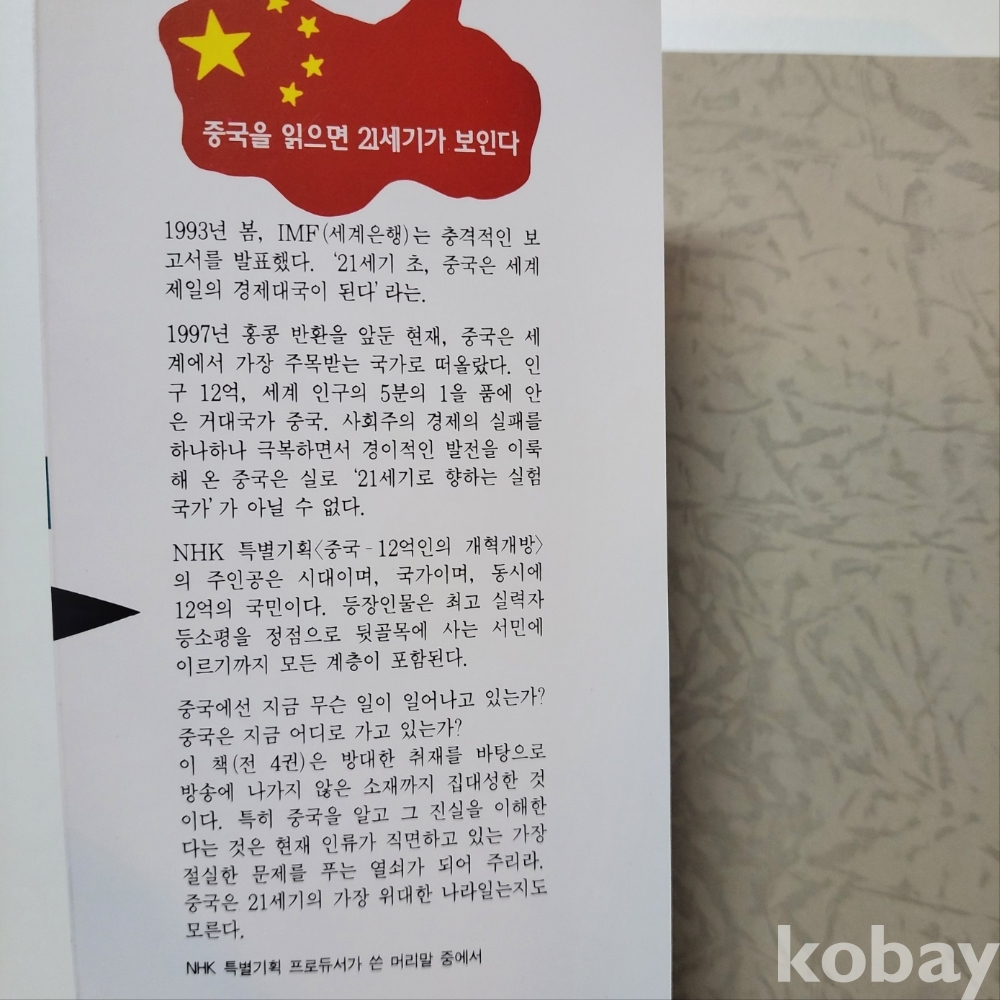 중국을 읽으면 21세기가 보인다
1993년 봄, IMF(세계은행)는 충격적인 보
고서를 발표했다. ‘21세기 초, 중국은 세계
제일의 경제대국이 된다’라는.
1997년 홍콩 반환을 앞둔 현재, 중국은 세
계에서 가장 주목받는 국가로 떠올랐다. 인
구 12억, 세계 인구의 5분의 1을 품에 안
은 거대국가 중국. 사회주의 경제의 실패를
하나하나 극복하면서 경이적인 발전을 이룩
해 온 중국은 실로 ‘21세기로 향하는 실험
국가’가 아닐 수 없다.
NHK 특별기획〈중국-12억인의 개혁개방〉
의 주인공은 시대이며, 국가이며, 동시에
12억의 국민이다. 등장인물은 최고 실력자
등소평을 정점으로 뒷골목에 사는 서민에
이르기까지 모든 계층이 포함된다.
중국에선 지금 무슨 일이 일어나고 있는가?
중국은 지금 어디로 가고 있는가?
이 책(전 4권)은 방대한 취재를 바탕으로
방송에 나가지 않은 소재까지 집대성한 것
이다. 특히 중국을 알고 그 진실을 이해한
다는 것은 현재 인류가 직면하고 있는 가장
절실한 문제를 푸는 열쇠가 되어 주리라.
중국은 21세기의 가장 위대한 나라일는지도
모른다.
NHK 특별기획 프로듀서가 쓴 머리말 중에서
kobay